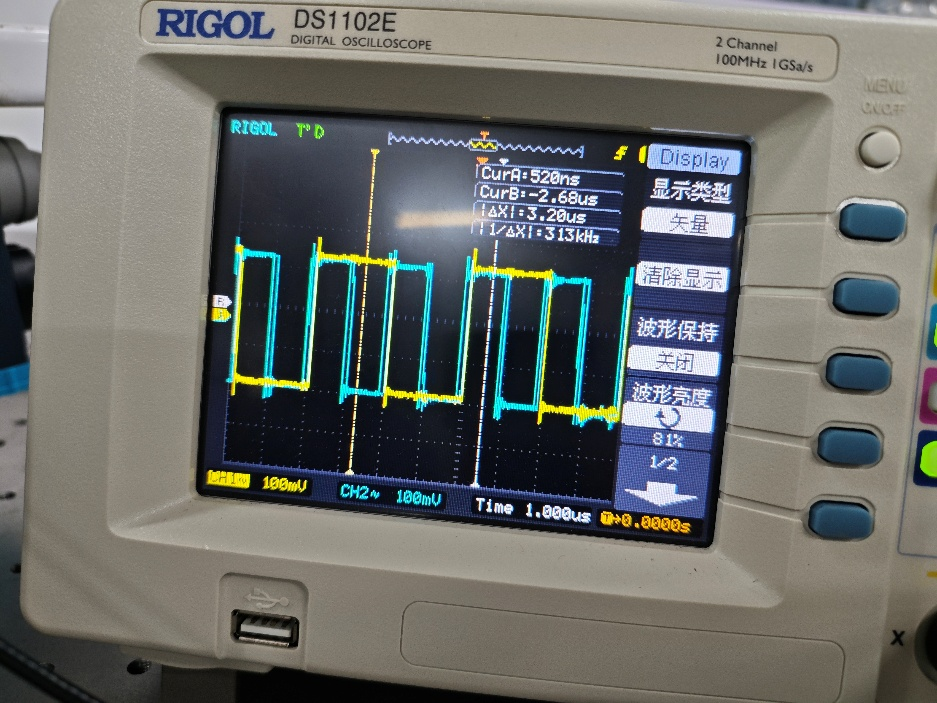 RIGOL DS1102E
DIGITAL OSCILLOSCOPE
2 Channel
100MHz 1GSa/s
MENU
ON/OFF
RIGOL T'D
CurA:520ns
CurB:-2.68us
|ΔX|:3.20us
|1/ΔX|:313kHz
Display
显示类型
矢量
清除显示
波形保持
关闭
波形亮度
81%
1/2
CH1~ 100mV
CH2~ 100mV
Time 1.000us
T→0.0000s
X